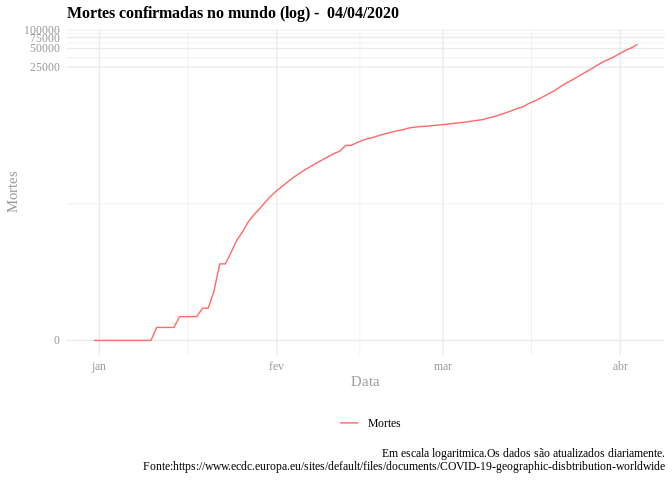 Mortes confirmadas no mundo (log) -  04/04/2020
100000
75000
50000
25000
0
Mortes
jan
fev
mar
abr
Data
Mortes
Em escala logaritmica.Os dados são atualizados diariamente.
Fonte:https://www.ecdc.europa.eu/sites/default/files/documents/COVID-19-geographic-disbtribution-worldwide